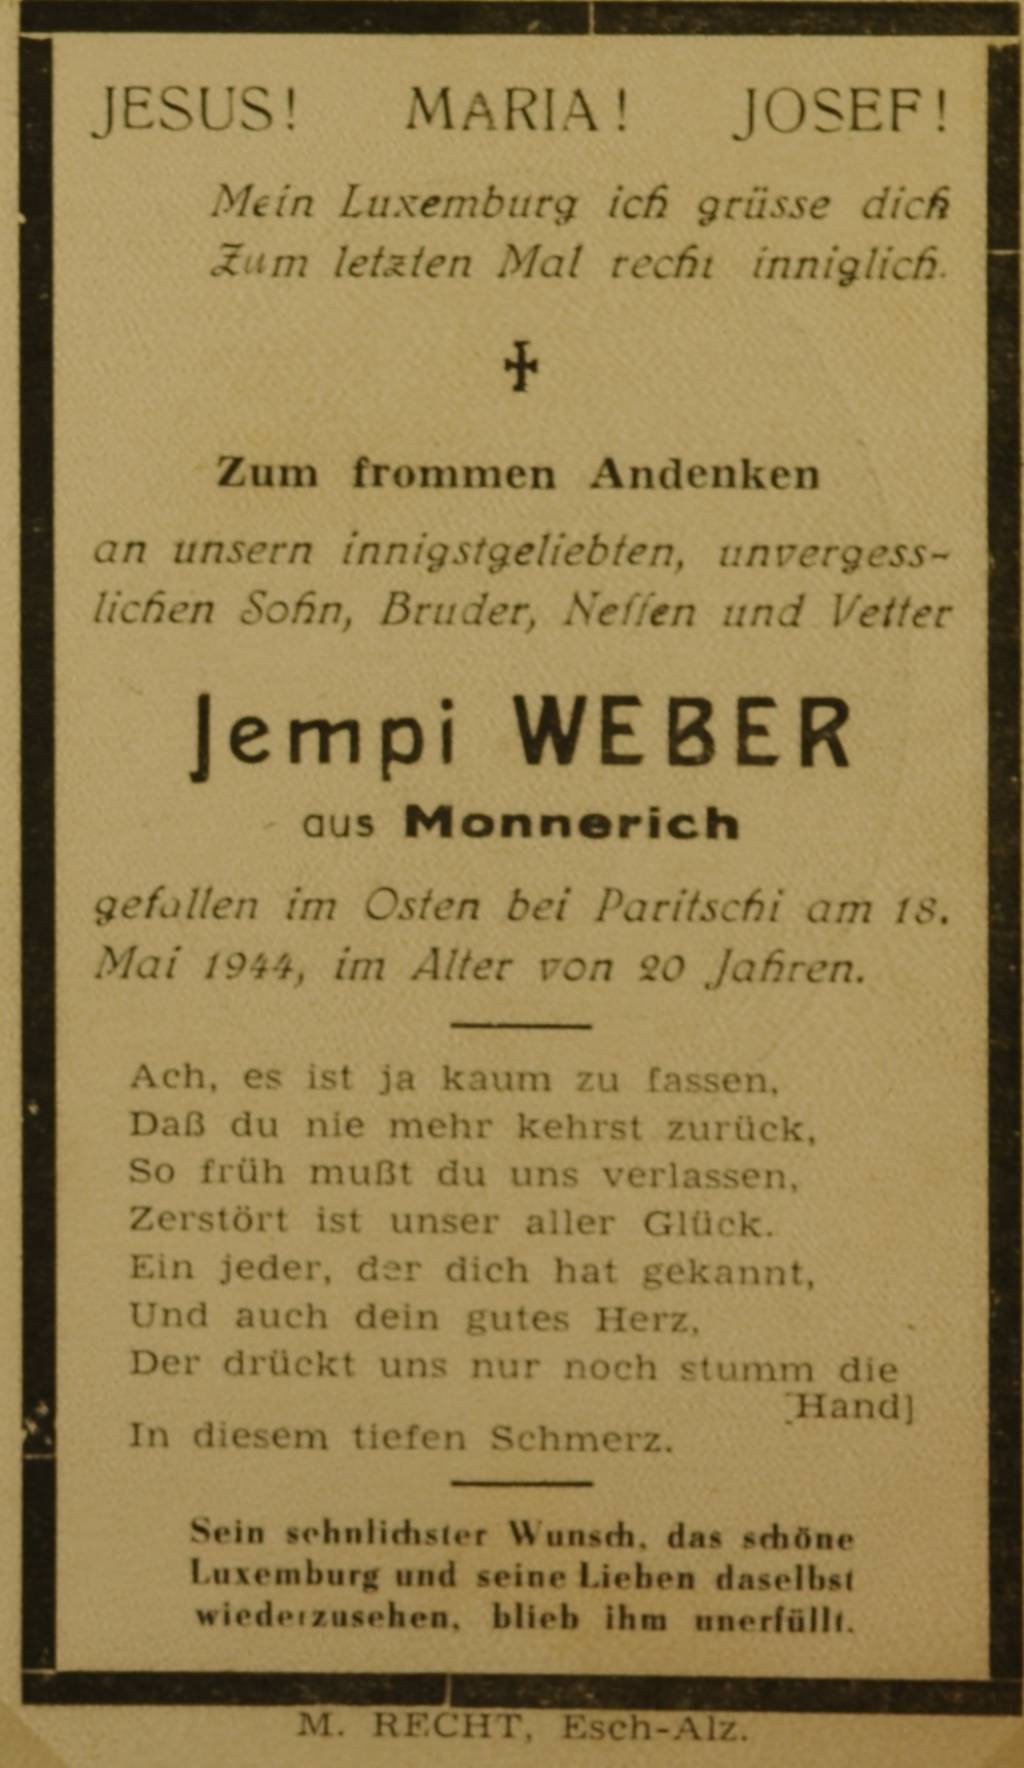 JESUS! MARIA! JOSEF!
Mein Luxemburg ich grüsse dich
Zum letzten Mal recht inniglich.
Zum frommen Andenken
an unsern innigstgeliebten, unvergess-
lichen Sohn, Bruder, Neffen und Vetter
Jempi WEBER
aus Monnerich
gefallen im Osten bei Paritschi am 18.
Mai 1944, im Alter von 20 Jahren.
Ach, es ist ja kaum zu fassen,
Daß du nie mehr kehrst zurück,
So früh mußt du uns verlassen,
Zerstört ist unser aller Glück.
Ein jeder, der dich hat gekannt,
Und auch dein gutes Herz,
Der drückt uns nur noch stumm die
[Hand]
In diesem tiefen Schmerz.
Sein sehnlichster Wunsch, das schöne
Luxemburg und seine Lieben daselbst
wiederzusehen, blieb ihm unerfüllt.
M. RECHT, Esch-Alz.